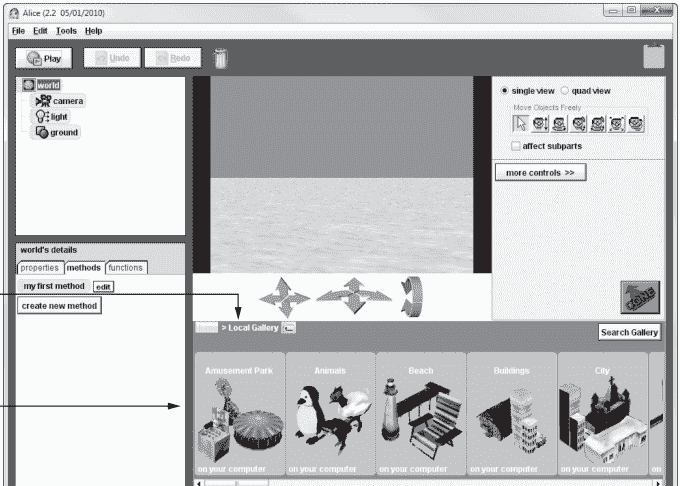 Alice (2.2 05/01/2010)
File Edit Tools Help
Play Undo Redo
world
camera
light
ground
single view quad view
Move Objects Freely
affect subparts
more controls >>
world's details
properties methods functions
my first method edit
create new method
DONE
Home > Local Gallery
Search Gallery
Amusement Park Animals Beach Buildings City
on your computer on your computer on your computer on your computer on your computer on